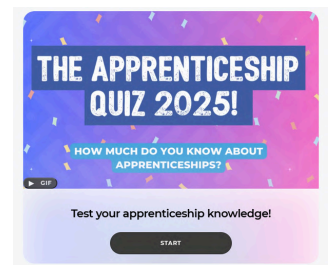 THE APPRENTICESHIP
QUIZ 2025!
HOW MUCH DO YOU KNOW ABOUT
APPRENTICESHIPS?
GIF
Test your apprenticeship knowledge!
START